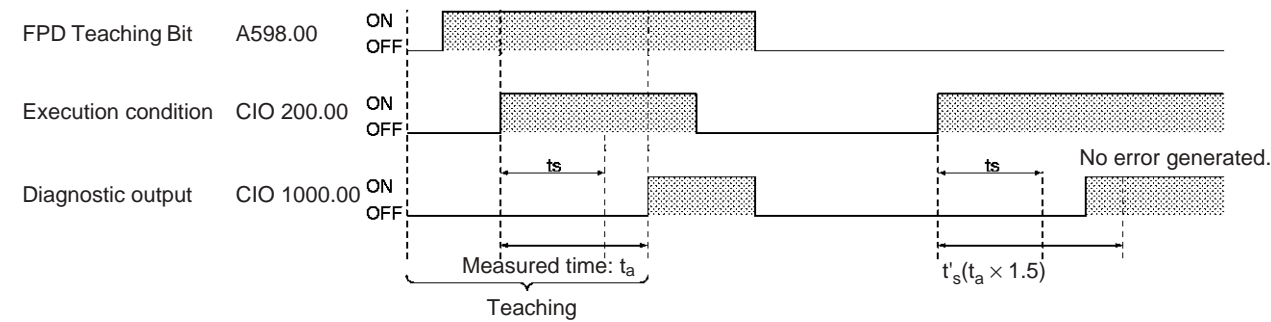 FPD Teaching Bit A598.00 ON
OFF
Execution condition CIO 200.00 ON
OFF
ts ts No error generated.
Diagnostic output CIO 1000.00 ON
OFF
Measured time: ta t's(ta × 1.5)
Teaching